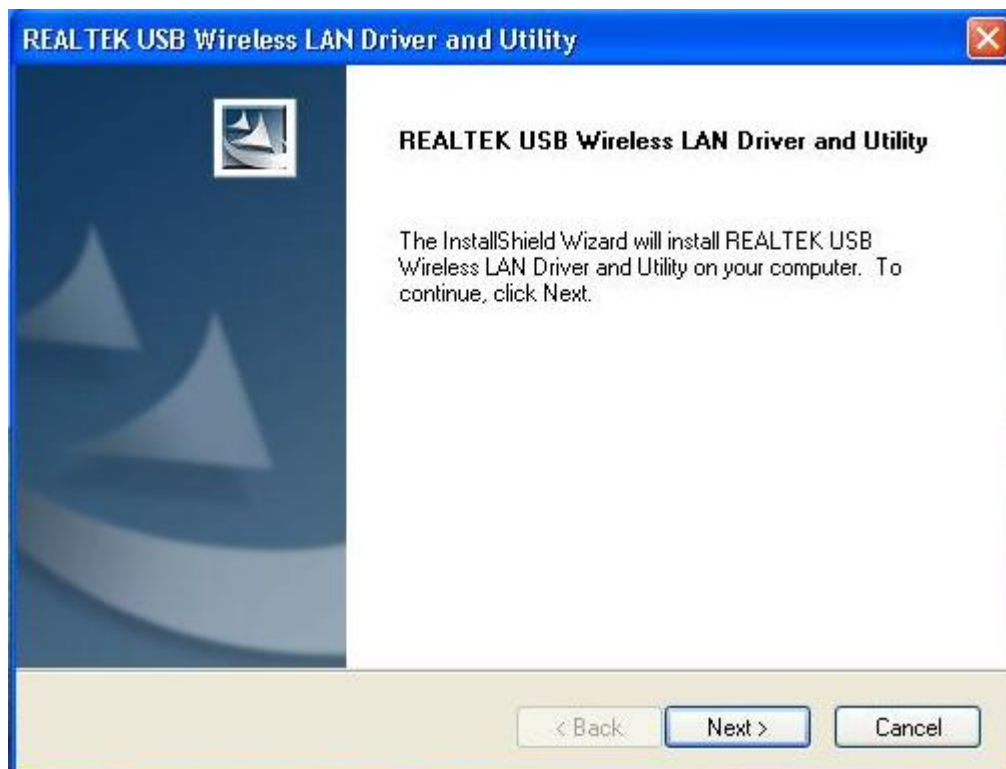 REALTEK USB Wireless LAN Driver and Utility
REALTEK USB Wireless LAN Driver and Utility
The InstallShield Wizard will install REALTEK USB
Wireless LAN Driver and Utility on your computer. To
continue, click Next.
< Back Next > Cancel